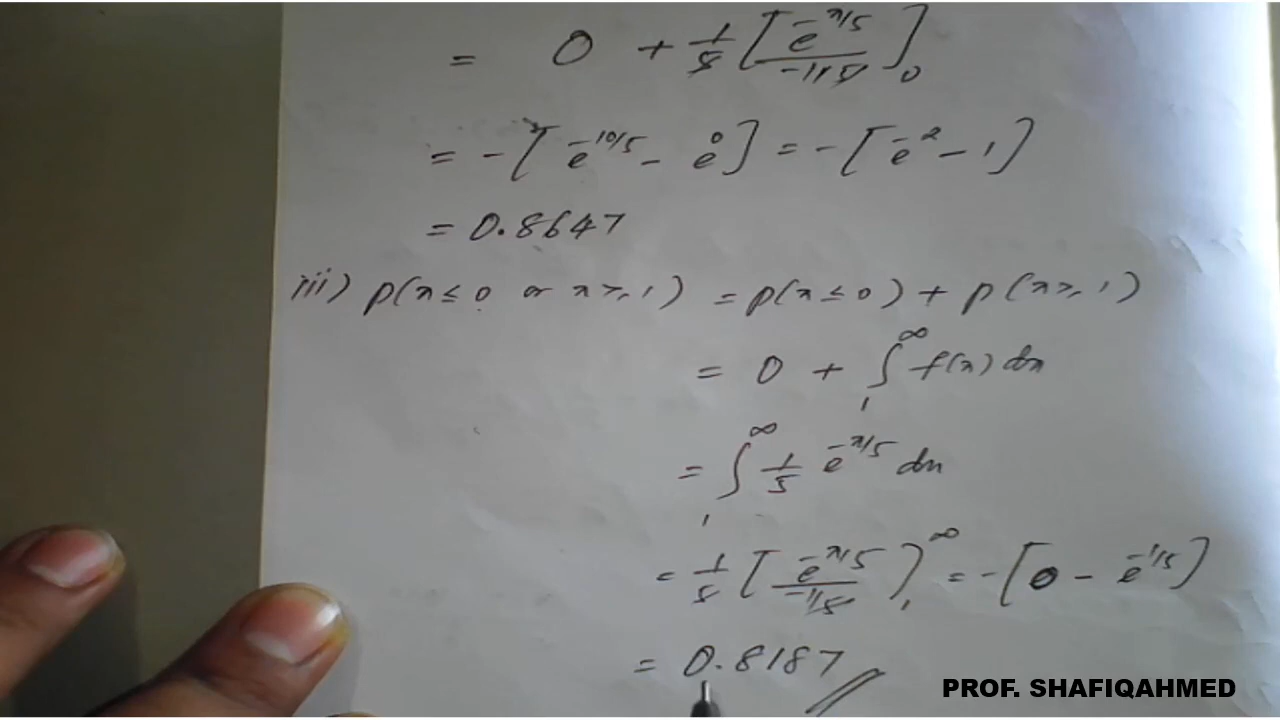 = 0 + 1/5 [e^-x/5 / -1/5]_0
= - [e^-10/5 - e^0] = - [e^-2 - 1]
= 0.8647
iii) p(x ≤ 0 or x ≥ 1) = p(x ≤ 0) + p(x ≥ 1)
= 0 + ∫_1^∞ f(x) dx
= ∫_1^∞ 1/5 e^-x/5 dx
= 1/5 [e^-x/5 / -1/5]_1^∞ = - [0 - e^-1/5]
= 0.8187
PROF. SHAFIQAHMED